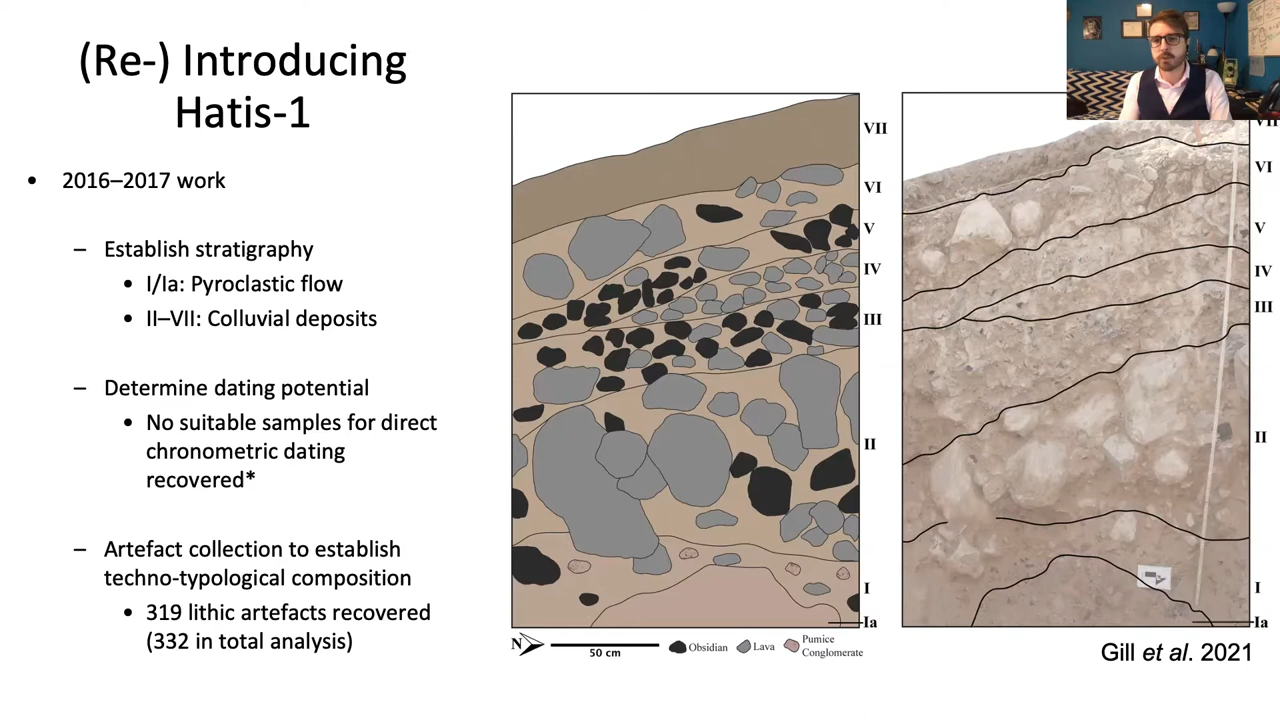 (Re-) Introducing
Hatis-1
• 2016–2017 work
– Establish stratigraphy
• I/Ia: Pyroclastic flow
• II–VII: Colluvial deposits
– Determine dating potential
• No suitable samples for direct
chronometric dating
recovered*
– Artefact collection to establish
techno-typological composition
• 319 lithic artefacts recovered
(332 in total analysis)
VII
VI
V
IV
III
II
I
Ia
N
50 cm
Obsidian
Lava
Pumice
Conglomerate
VII
VI
V
IV
III
II
I
Ia
Gill et al. 2021